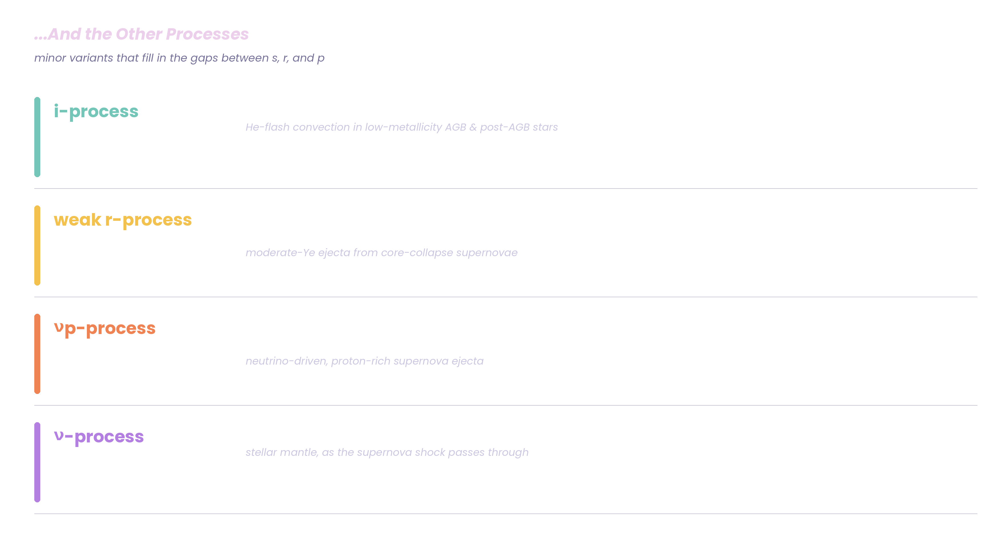 ...And the Other Processes
minor variants that fill in the gaps between s, r, and p
i-process
He-flash convection in low-metallicity AGB & post-AGB stars
weak r-process
moderate-Ye ejecta from core-collapse supernovae
νp-process
neutrino-driven, proton-rich supernova ejecta
ν-process
stellar mantle, as the supernova shock passes through